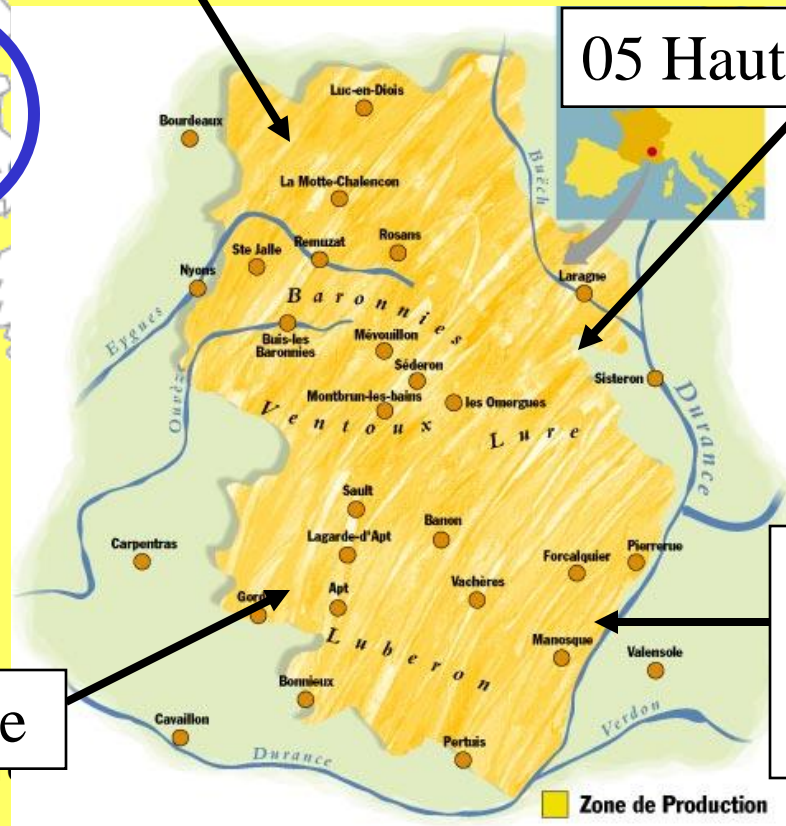 05 Haut
Luc-en-Diois
Bourdeaux
Buëch
La Motte-Chalencon
Rosans
Remuzat
Ste Jalle
Nyons
Laragne
Baronnies
Eygues
Buis-les
Baronnies
Mévouillon
Séderon
Sisteron
Montbrun-les-bains
les Omergues
Ouvèze
Ventoux
Lure
Durance
Sault
Banon
Carpentras
Lagarde-d'Apt
Forcalquier
Pierrerue
Vachères
Apt
Gord
Luberon
Manosque
Valensole
Bonnieux
e
Cavaillon
Verdon
Durance
Pertuis
Zone de Production